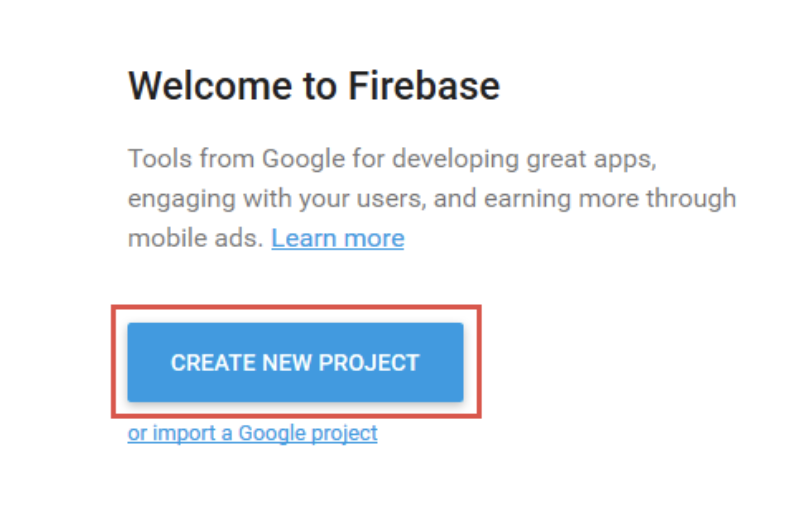 Welcome to Firebase
Tools from Google for developing great apps,
engaging with your users, and earning more through
mobile ads. Learn more
CREATE NEW PROJECT
or import a Google project